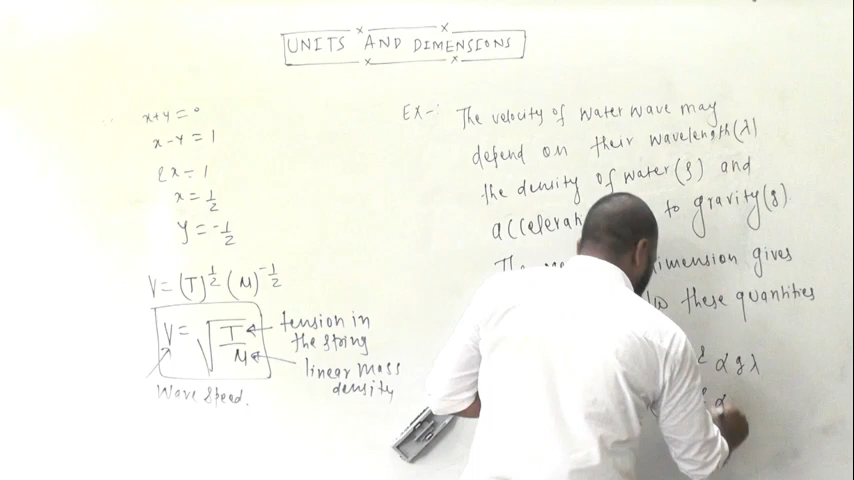 UNITS AND DIMENSIONS
x+y=0
x-y=1
2x=1
x=1/2
y=-1/2
V=(T)^1/2 (μ)^-1/2
V=√T/μ
tension in
the string
linear mass
density
Wave Speed.
Ex-: The velocity of water wave may
depend on their wavelength(λ)
the density of water(ρ) and
to gravity(g).
The dimension gives
these quantities
α gλ
α